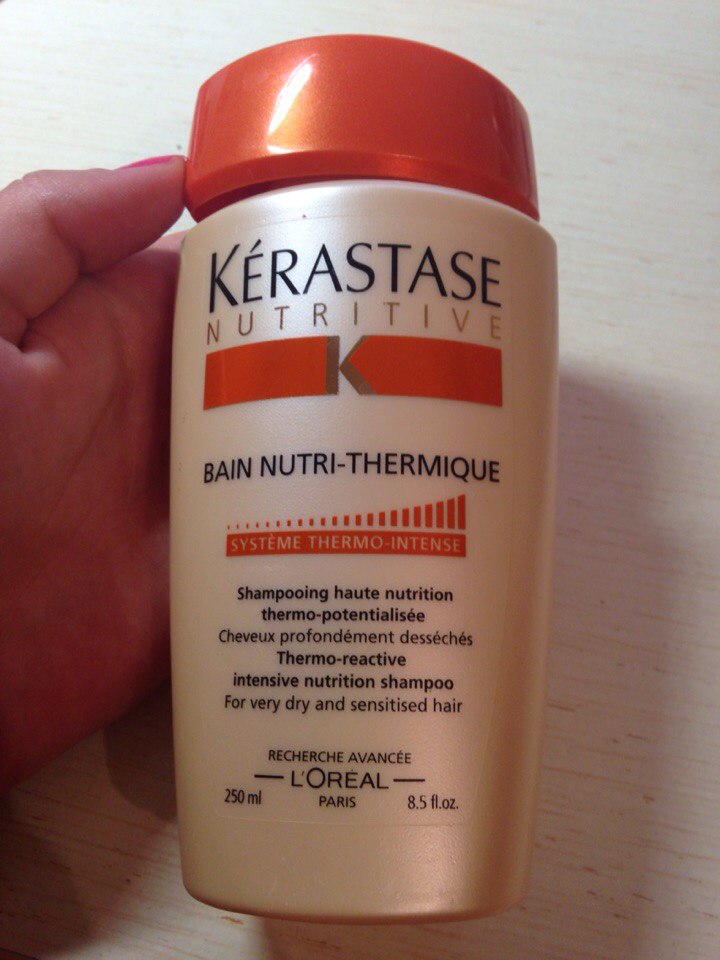 KÉRASTASE
NUTRITIVE
K
BAIN NUTRI-THERMIQUE
SYSTÈME THERMO-INTENSE
Shampooing haute nutrition
thermo-potentialisée
Cheveux profondément desséchés
Thermo-reactive
intensive nutrition shampoo
For very dry and sensitised hair
RECHERCHE AVANCÉE
L'ORÉAL
250 ml PARIS 8.5 fl.oz.